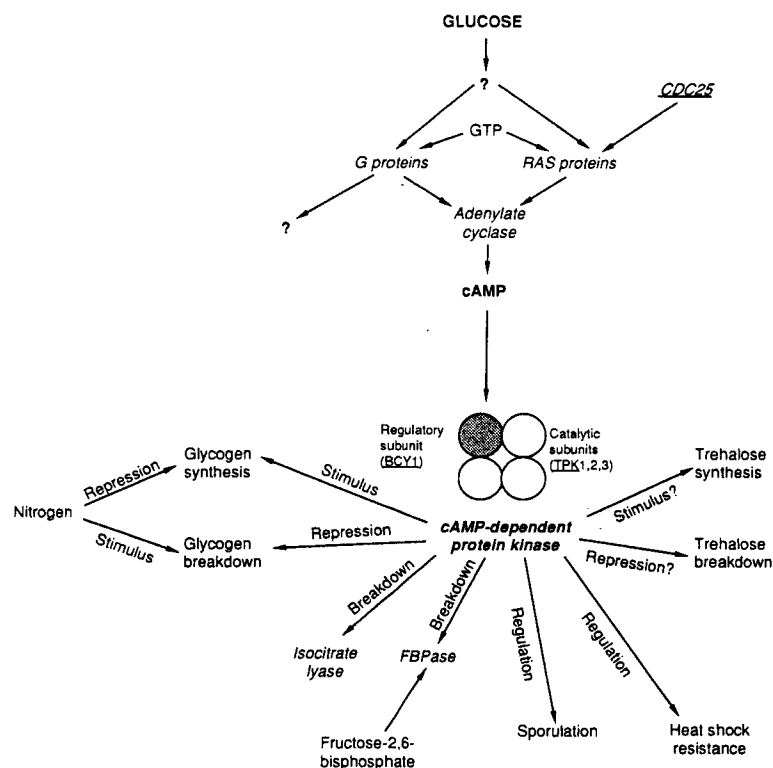 GLUCOSE
?
CDC25
GTP
G proteins
RAS proteins
?
Adenylate
cyclase
cAMP
Regulatory
subunit
(BCY1)
Catalytic
subunits
(TPK1,2,3)
Glycogen
synthesis
Trehalose
synthesis
Repression
Stimulus
Stimulus?
Nitrogen
cAMP-dependent
protein kinase
Stimulus
Repression
Glycogen
breakdown
Repression?
Trehalose
breakdown
Breakdown
Breakdown
Regulation
Regulation
Isocitrate
lyase
FBPase
Sporulation
Heat shock
resistance
Fructose-2,6-
bisphosphate